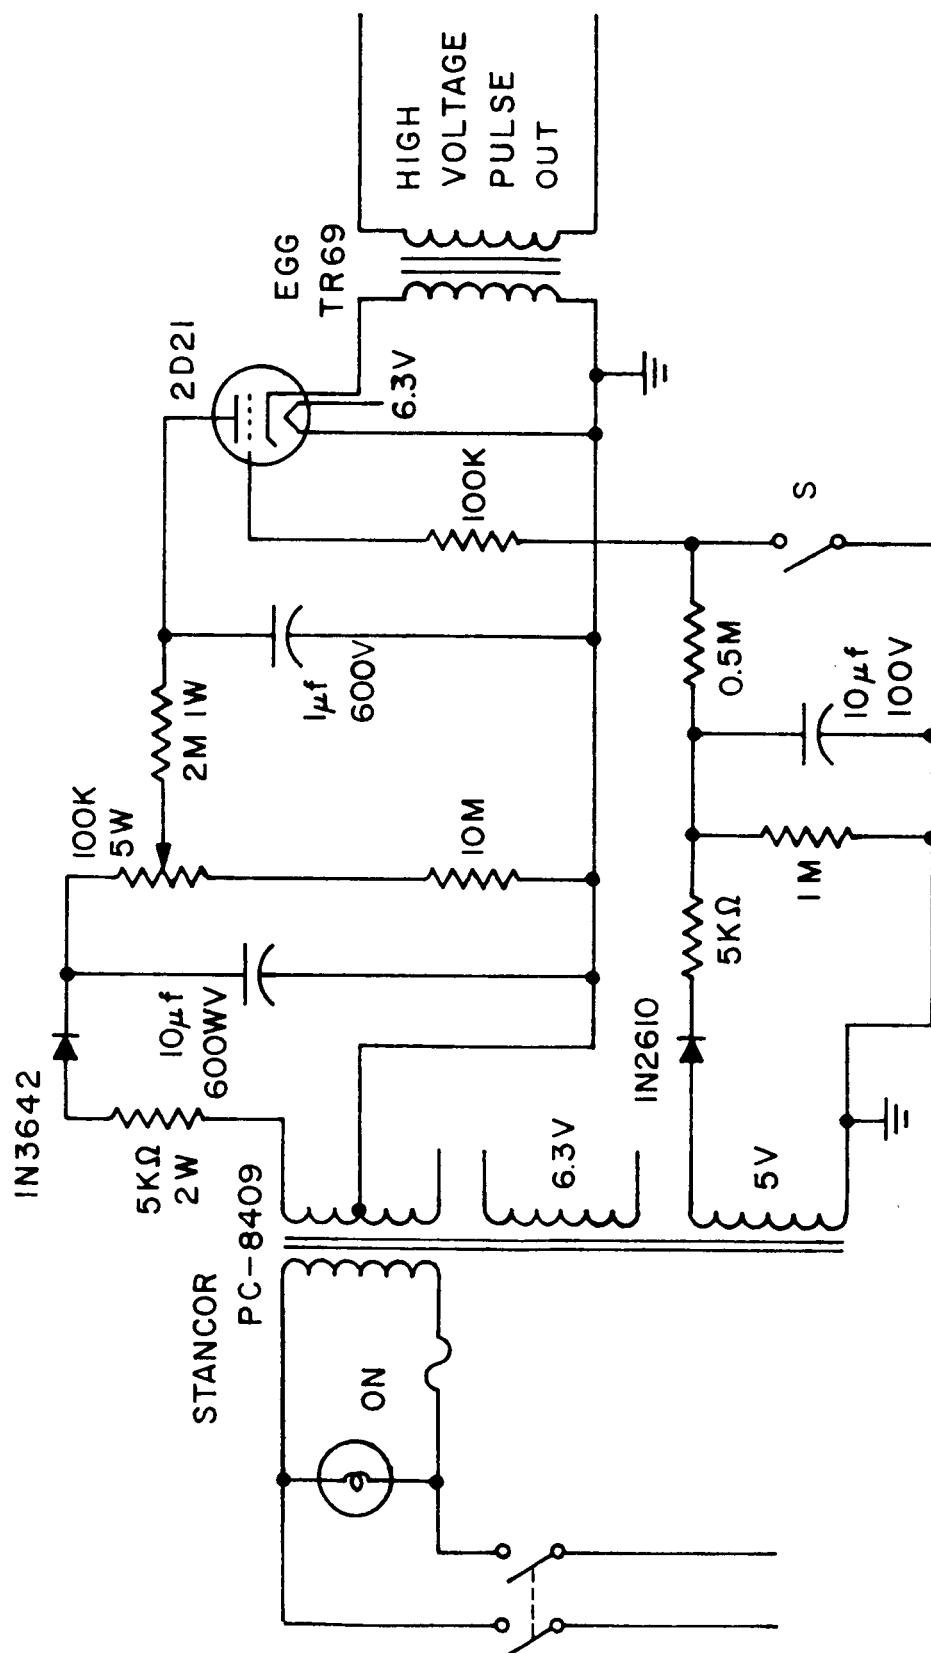 STANCOR
PC-8409
ON
5KΩ
2W
1N3642
10μf
600WV
100K
5W
10M
2M 1W
1μf
600V
2D21
6.3V
EGG
TR69
HIGH
VOLTAGE
PULSE
OUT
6.3V
5V
1N2610
5KΩ
1M
10μf
100V
0.5M
100K
S